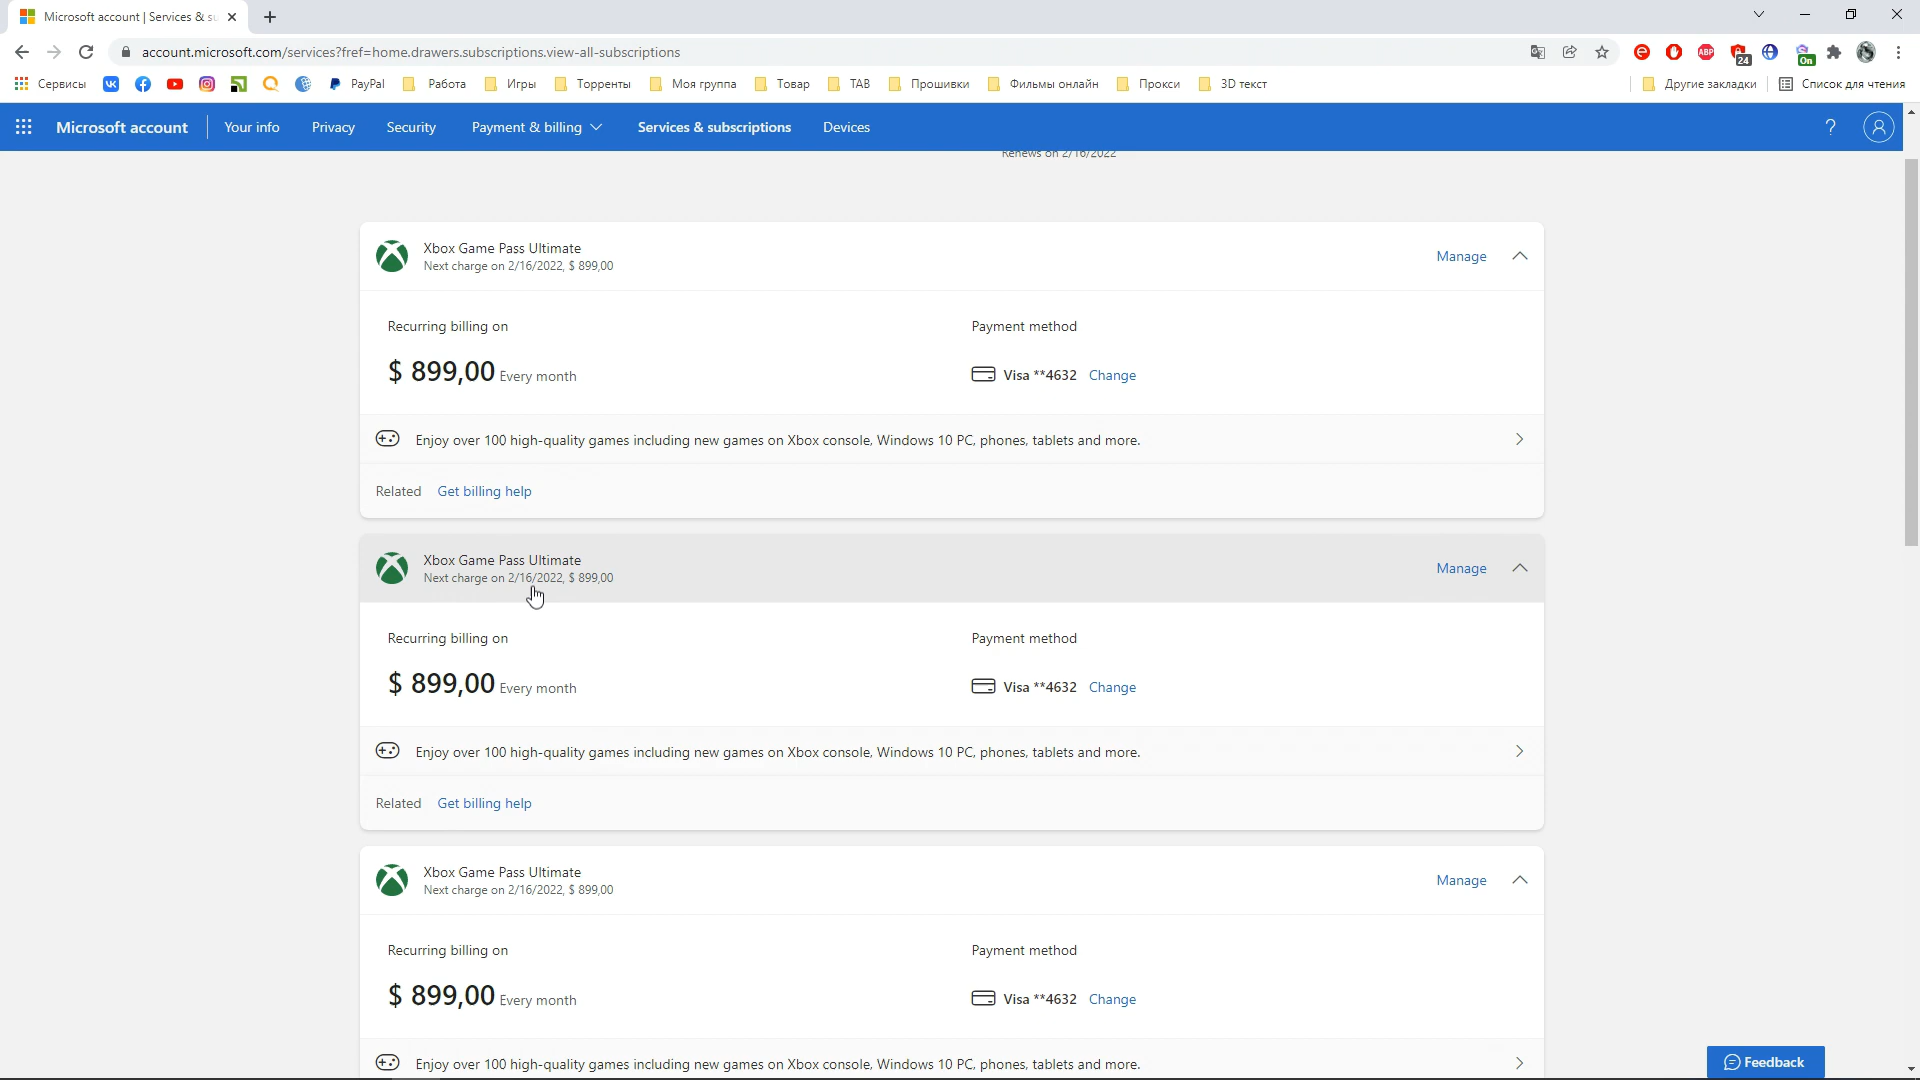 Microsoft account | Services & su
account.microsoft.com/services?fref=home.drawers.subscriptions.view-all-subscriptions
ABP
24
On
Сервисы
PayPal
Работа
Игры
Торренты
Моя группа
Товар
TAB
Прошивки
Фильмы онлайн
Прокси
3D текст
Другие закладки
Список для чтения
Microsoft account
Your info
Privacy
Security
Payment & billing
Services & subscriptions
Devices
?
Renews on 2/16/2022
Xbox Game Pass Ultimate
Next charge on 2/16/2022, $ 899,00
Manage
Recurring billing on
Payment method
$ 899,00 Every month
Visa **4632 Change
Enjoy over 100 high-quality games including new games on Xbox console, Windows 10 PC, phones, tablets and more.
Related Get billing help
Xbox Game Pass Ultimate
Next charge on 2/16/2022, $ 899,00
Manage
Recurring billing on
Payment method
$ 899,00 Every month
Visa **4632 Change
Enjoy over 100 high-quality games including new games on Xbox console, Windows 10 PC, phones, tablets and more.
Related Get billing help
Xbox Game Pass Ultimate
Next charge on 2/16/2022, $ 899,00
Manage
Recurring billing on
Payment method
$ 899,00 Every month
Visa **4632 Change
Enjoy over 100 high-quality games including new games on Xbox console, Windows 10 PC, phones, tablets and more.
Feedback